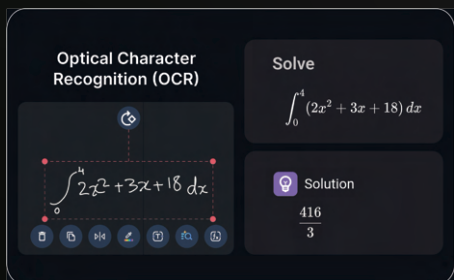 Optical Character
Recognition (OCR)
∫₀⁴ 2x² + 3x + 18 dx
Solve
∫₀⁴ (2x² + 3x + 18) dx
Solution
416/3